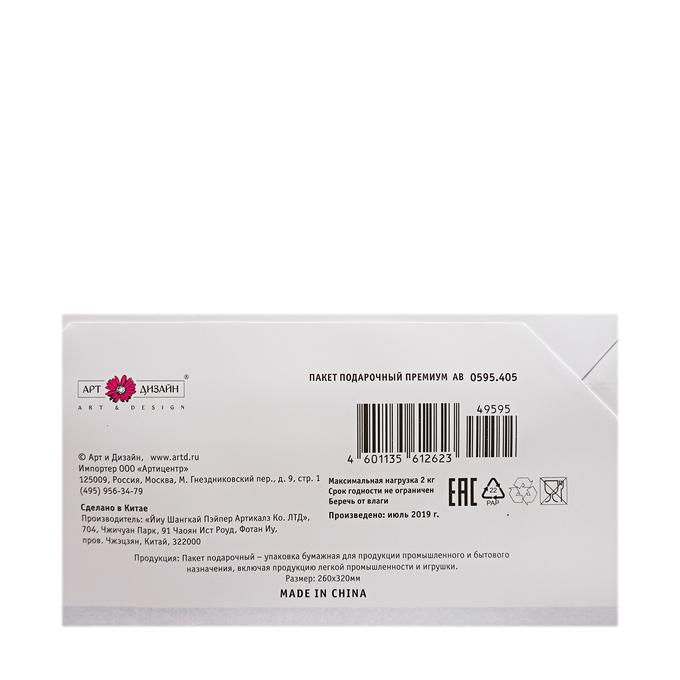 АРТ ДИЗАЙН ®
ART & DESIGN
ПАКЕТ ПОДАРОЧНЫЙ ПРЕМИУМ АВ 0595.405
49595
4 601135 612623
© Арт и Дизайн, www.artd.ru
Импортер ООО «Артицентр»
125009, Россия, Москва, М. Гнездниковский пер., д. 9, стр. 1
(495) 956-34-79
Сделано в Китае
Производитель: «Йиу Шангкай Пэйпер Артикалз Ко. ЛТД»,
704, Чжичуан Парк, 91 Чаоян Ист Роуд, Фотан Иу,
пров. Чжэцзян, Китай, 322000
Максимальная нагрузка 2 кг
Срок годности не ограничен
Беречь от влаги
Произведено: июль 2019 г.
EAC
22
PAP
Продукция: Пакет подарочный – упаковка бумажная для продукции промышленного и бытового
назначения, включая продукцию легкой промышленности и игрушки.
Размер: 260х320мм
MADE IN CHINA